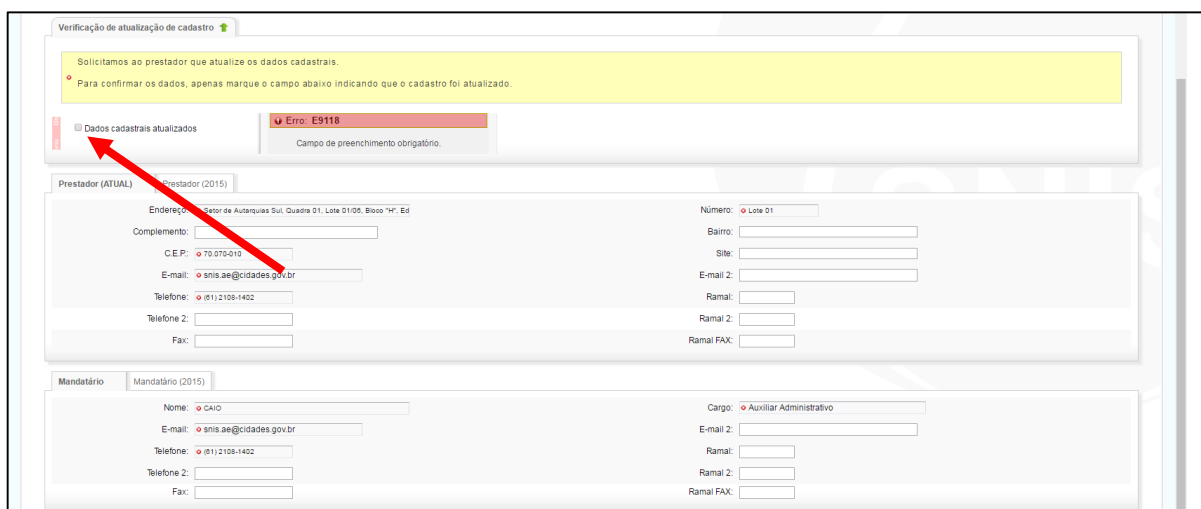 Verificação de atualização de cadastro
Solicitamos ao prestador que atualize os dados cadastrais.
Para confirmar os dados, apenas marque o campo abaixo indicando que o cadastro foi atualizado.
Dados cadastrais atualizados
Erro: E9118
Campo de preenchimento obrigatório.
Prestador (ATUAL) Prestador (2015)
Endereço: Setor de Autarquias Sul, Quadra 01, Lote 01/06, Bloco "H", Ed Número: Lote 01
Complemento: Bairro:
C.E.P.: 70.070-010 Site:
E-mail: snis.ae@cidades.gov.br E-mail 2:
Telefone: (61) 2108-1402 Ramal:
Telefone 2: Ramal 2:
Fax: Ramal FAX:
Mandatário Mandatário (2015)
Nome: CAIO Cargo: Auxiliar Administrativo
E-mail: snis.ae@cidades.gov.br E-mail 2:
Telefone: (61) 2108-1402 Ramal:
Telefone 2: Ramal 2:
Fax: Ramal FAX: